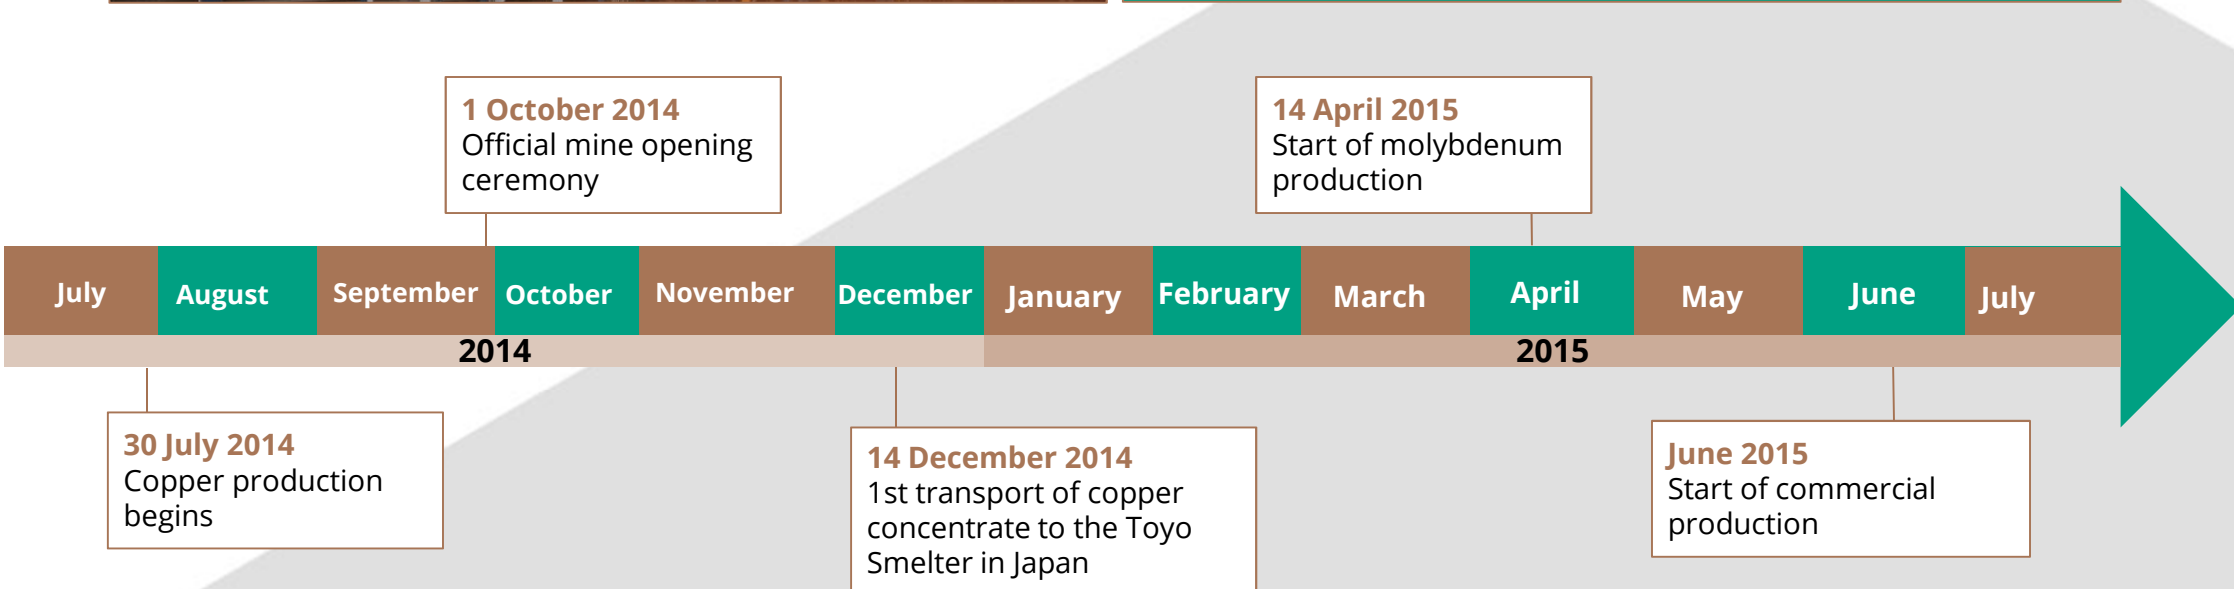 1 October 2014
Official mine opening
ceremony
14 April 2015
Start of molybdenum
production
July
August
September
October
November
December
January
February
March
April
May
June
July
2014
2015
30 July 2014
Copper production
begins
14 December 2014
1st transport of copper
concentrate to the Toyo
Smelter in Japan
June 2015
Start of commercial
production